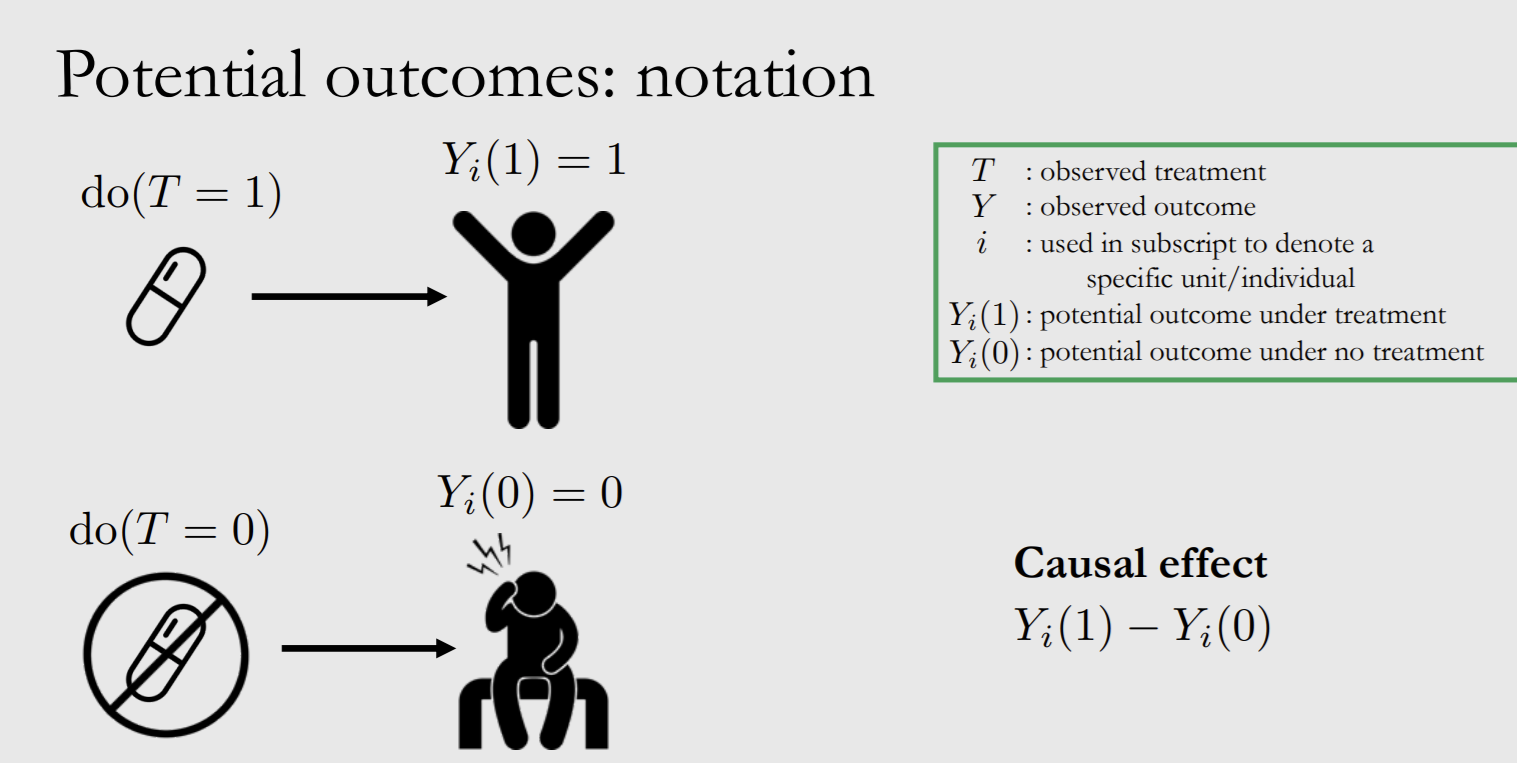 Potential outcomes: notation
do(T = 1)
Y_i(1) = 1
T : observed treatment
Y : observed outcome
i : used in subscript to denote a
specific unit/individual
Y_i(1) : potential outcome under treatment
Y_i(0) : potential outcome under no treatment
do(T = 0)
Y_i(0) = 0
Causal effect
Y_i(1) − Y_i(0)